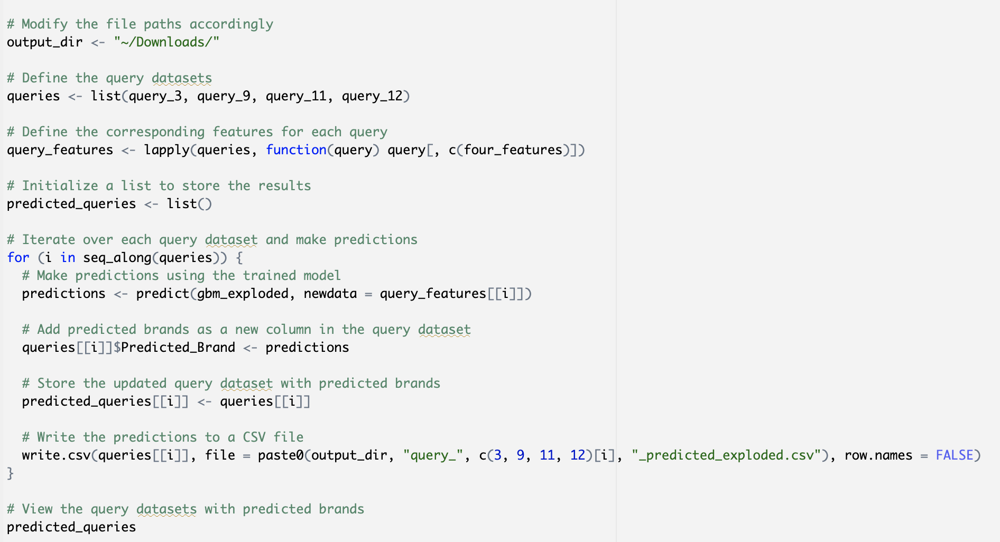 # Modify the file paths accordingly
output_dir <- "~/Downloads/"
# Define the query datasets
queries <- list(query_3, query_9, query_11, query_12)
# Define the corresponding features for each query
query_features <- lapply(queries, function(query) query[, c(four_features)])
# Initialize a list to store the results
predicted_queries <- list()
# Iterate over each query dataset and make predictions
for (i in seq_along(queries)) {
  # Make predictions using the trained model
  predictions <- predict(gbm_exploded, newdata = query_features[[i]])
  # Add predicted brands as a new column in the query dataset
  queries[[i]]$Predicted_Brand <- predictions
  # Store the updated query dataset with predicted brands
  predicted_queries[[i]] <- queries[[i]]
  # Write the predictions to a CSV file
  write.csv(queries[[i]], file = paste0(output_dir, "query_", c(3, 9, 11, 12)[i], "_predicted_exploded.csv"), row.names = FALSE)
}
# View the query datasets with predicted brands
predicted_queries